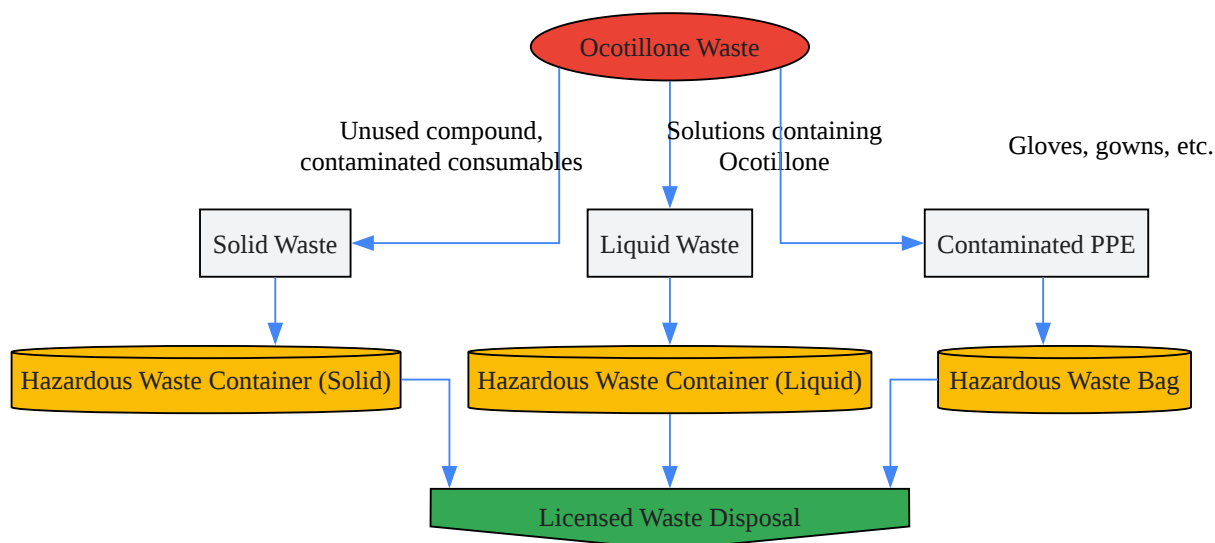 Ocotillone Waste
Unused compound,
contaminated consumables
Solutions containing
Ocotillone
Gloves, gowns, etc.
Solid Waste
Liquid Waste
Contaminated PPE
Hazardous Waste Container (Solid)
Hazardous Waste Container (Liquid)
Hazardous Waste Bag
Licensed Waste Disposal